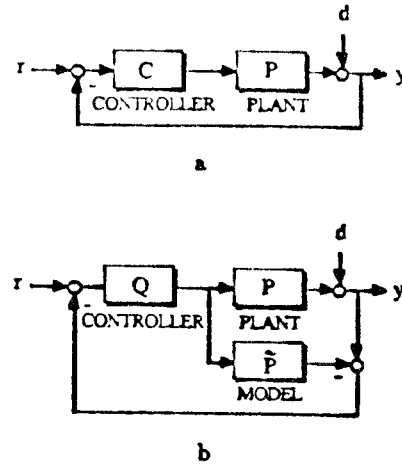 d
r - C P y
CONTROLLER PLANT
a
d
r - Q P y
CONTROLLER PLANT
P̃ -
MODEL
b